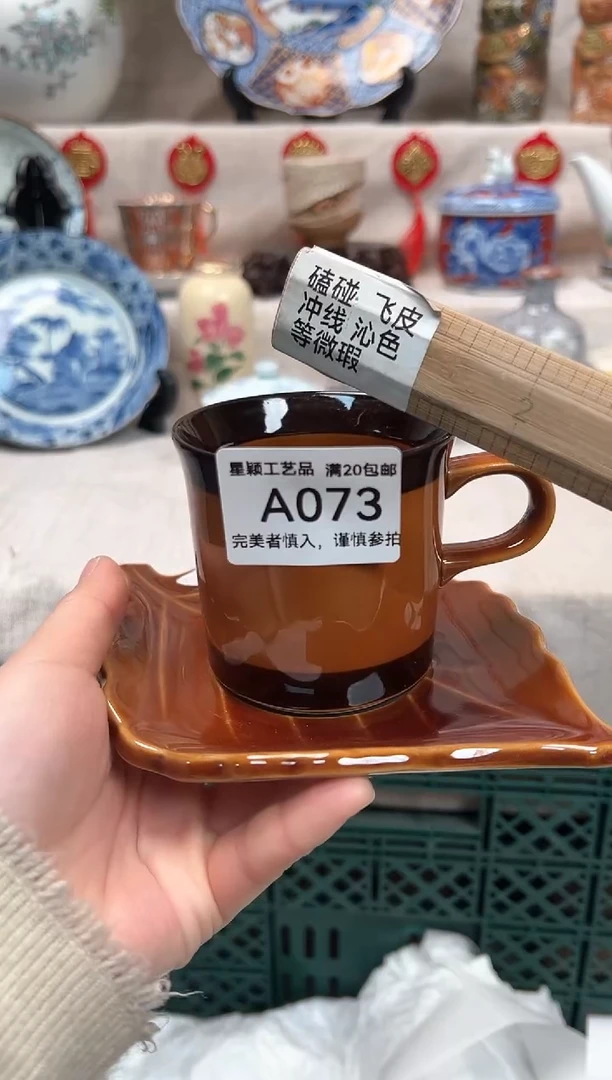 磕碰 飞皮
冲线 沁色
等微瑕
2
星颖工艺品 满20包邮
A073
完美者慎入，谨慎参拍